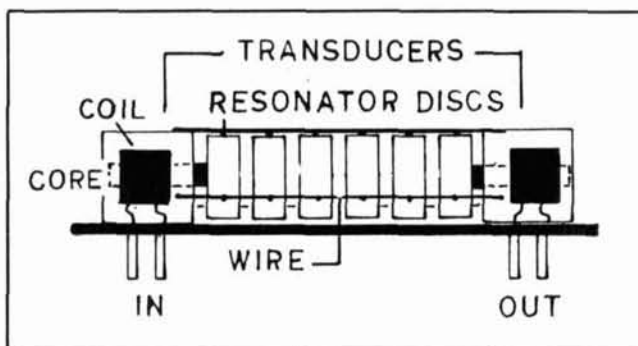 TRANSDUCERS
COIL
RESONATOR DISCS
CORE
WIRE
IN
OUT